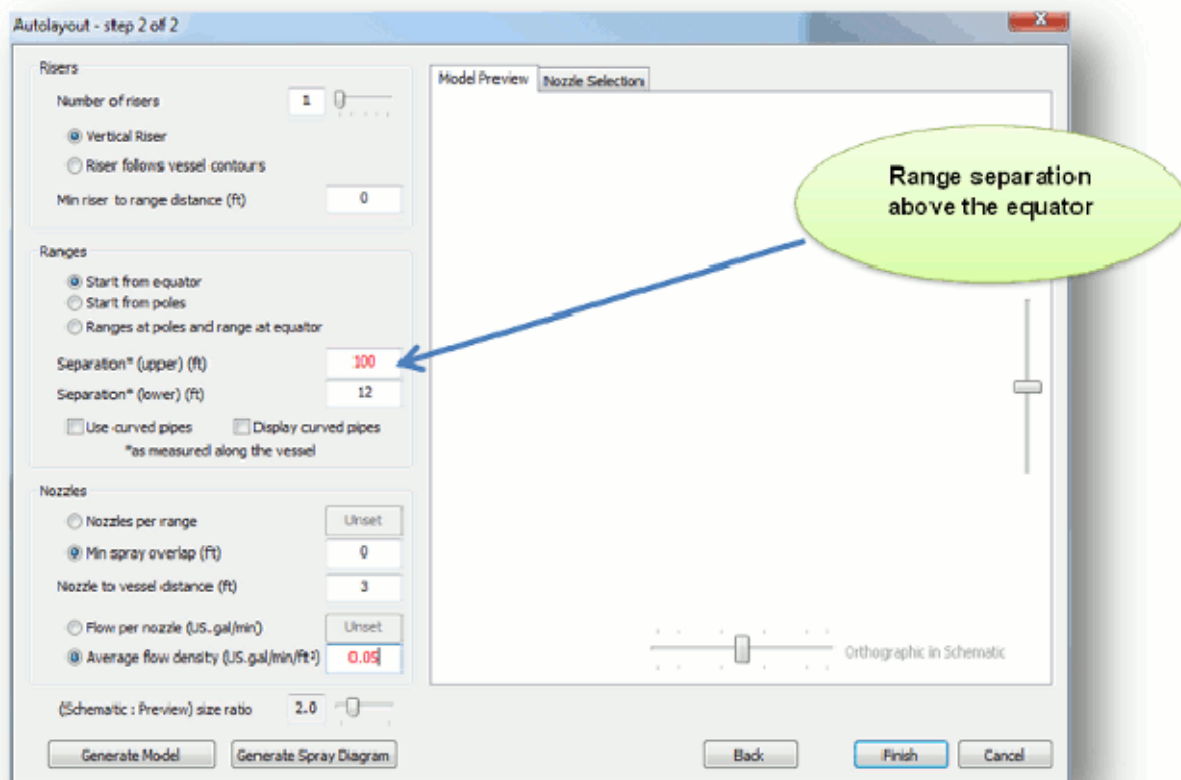 Autolayout - step 2 of 2
X
Risers
Number of risers 1
Vertical Riser
Riser follows vessel contours
Min riser to range distance (ft) 0
Ranges
Start from equator
Start from poles
Ranges at poles and range at equator
Separation* (upper) (ft) 100
Separation* (lower) (ft) 12
Use curved pipes Display curved pipes
*as measured along the vessel
Nozzles
Nozzles per range Unset
Min spray overlap (ft) 0
Nozzle to vessel distance (ft) 3
Flow per nozzle (US.gal/min) Unset
Average flow density (US.gal/min/ft²) 0.05
(Schematic : Preview) size ratio 2.0
Generate Model Generate Spray Diagram
Model Preview Nozzle Selection
Range separation
above the equator
Orthographic in Schematic
Back Finish Cancel